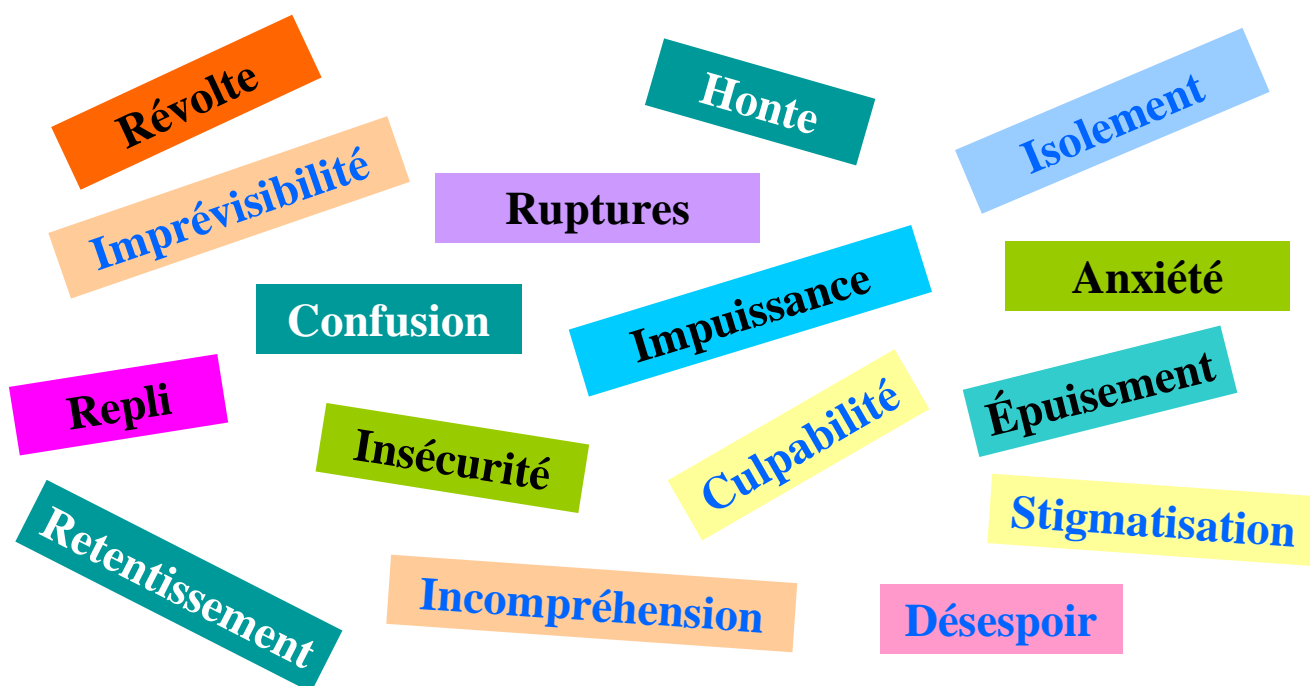 Révolte
Honte
Isolement
Imprévisibilité
Ruptures
Anxiété
Confusion
Impuissance
Repli
Épuisement
Insécurité
Culpabilité
Stigmatisation
Retentissement
Incompréhension
Désespoir